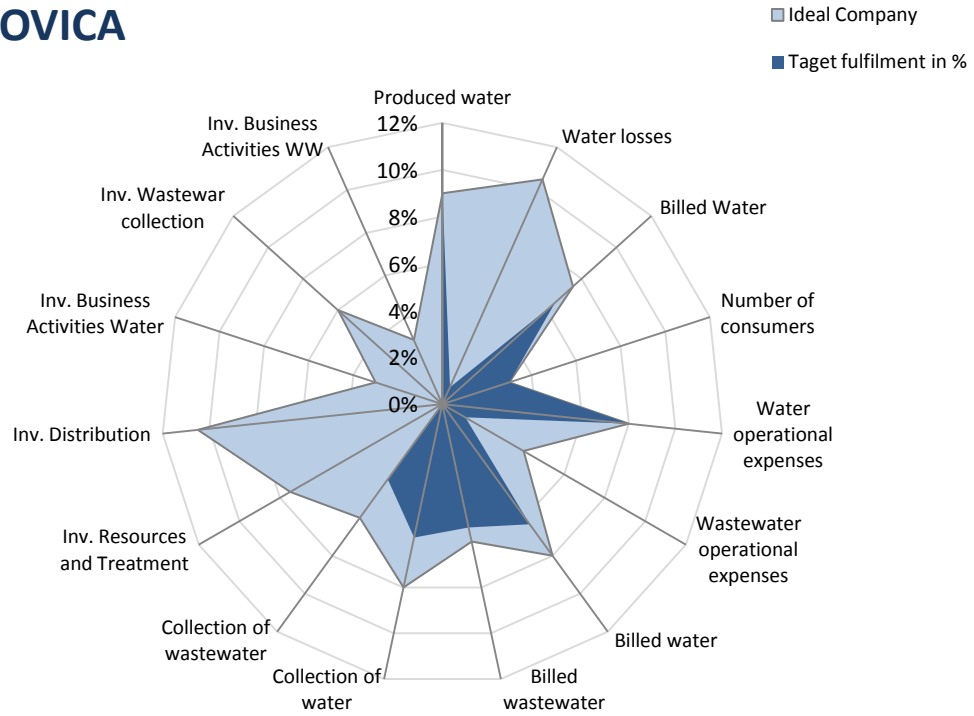 OVICA
Ideal Company
Taget fulfilment in %
Produced water
Water losses
Billed Water
Number of
consumers
Water
operational
expenses
Wastewater
operational
expenses
Billed water
Billed
wastewater
Collection of
water
Collection of
wastewater
Inv. Resources
and Treatment
Inv. Distribution
Inv. Business
Activities Water
Inv. Wastewar
collection
Inv. Business
Activities WW
12%
10%
8%
6%
4%
2%
0%